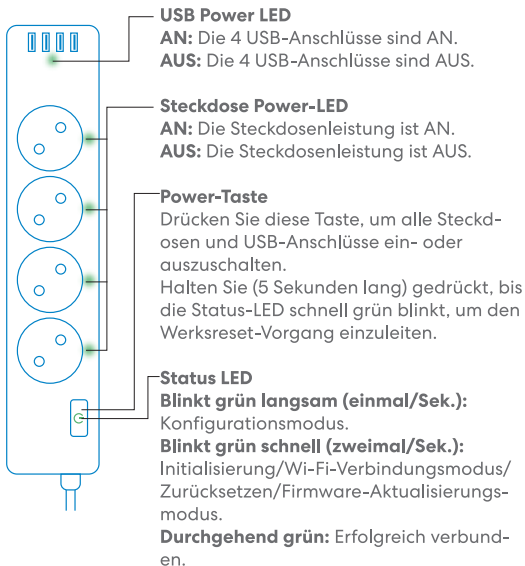 USB Power LED
AN: Die 4 USB-Anschlüsse sind AN.
AUS: Die 4 USB-Anschlüsse sind AUS.
Steckdose Power-LED
AN: Die Steckdosenleistung ist AN.
AUS: Die Steckdosenleistung ist AUS.
Power-Taste
Drücken Sie diese Taste, um alle Steckd-
osen und USB-Anschlüsse ein- oder
auszuschalten.
Halten Sie (5 Sekunden lang) gedrückt, bis
die Status-LED schnell grün blinkt, um den
Werksreset-Vorgang einzuleiten.
Status LED
Blinkt grün langsam (einmal/Sek.):
Konfigurationsmodus.
Blinkt grün schnell (zweimal/Sek.):
Initialisierung/Wi-Fi-Verbindungsmodus/
Zurücksetzen/Firmware-Aktualisierungs-
modus.
Durchgehend grün: Erfolgreich verbund-
en.